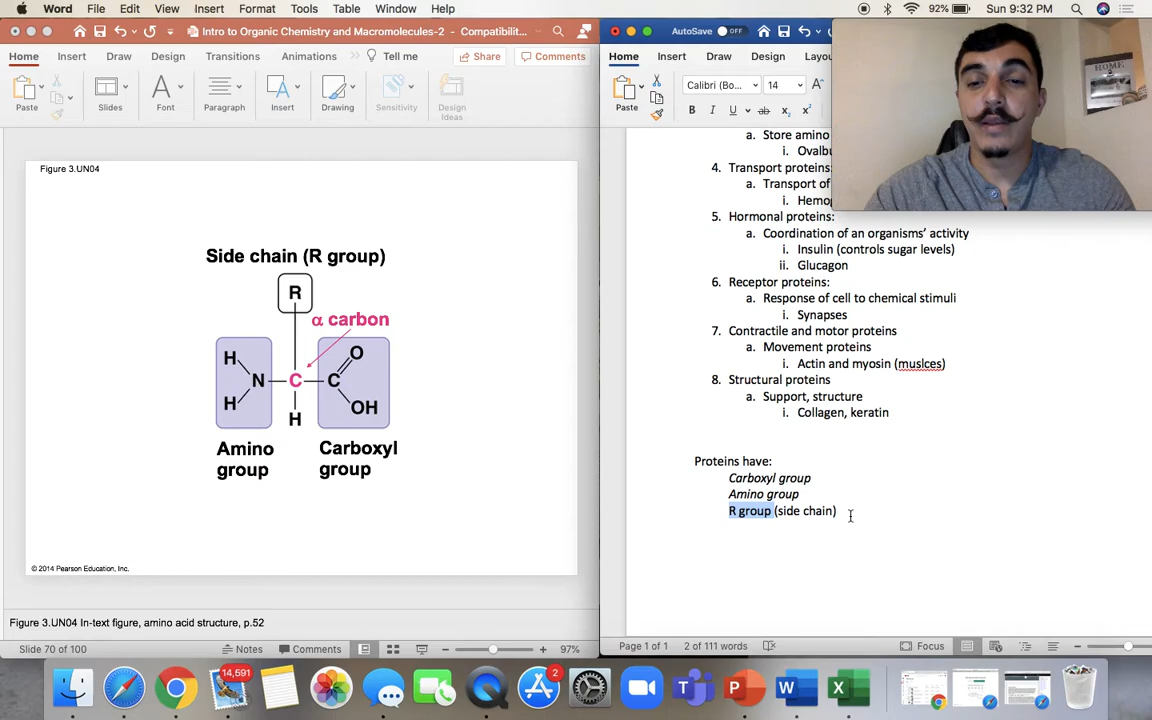 Word File Edit View Insert Format Tools Table Window Help 92% Sun 9:32 PM
Intro to Organic Chemistry and Macromolecules-2 - Compatibilit...
Home Insert Draw Design Transitions Animations Tell me Share Comments
Paste Slides Font Paragraph Insert Drawing Sensitivity Design Ideas
Figure 3.UN04
Side chain (R group)
R
α carbon
H O
N C C
H H OH
Amino group
Carboxyl group
© 2014 Pearson Education, Inc.
Figure 3.UN04 In-text figure, amino acid structure, p.52
Slide 70 of 100 Notes Comments 97%
AutoSave OFF
Home Insert Draw Design
Paste Calibri (Bo... 14
B I U ab x₂ x²
a. Store amino
i.
4. Transport proteins:
a. Transport of
i.
5. Hormonal proteins:
a. Coordination of an organisms' activity
i. Insulin (controls sugar levels)
ii. Glucagon
6. Receptor proteins:
a. Response of cell to chemical stimuli
i. Synapses
7. Contractile and motor proteins
a. Movement proteins
i. Actin and myosin (muslces)
8. Structural proteins
a. Support, structure
i. Collagen, keratin
Proteins have:
Carboxyl group
Amino group
R group (side chain)
Page 1 of 1 2 of 111 words Focus
HOME
14,591
2